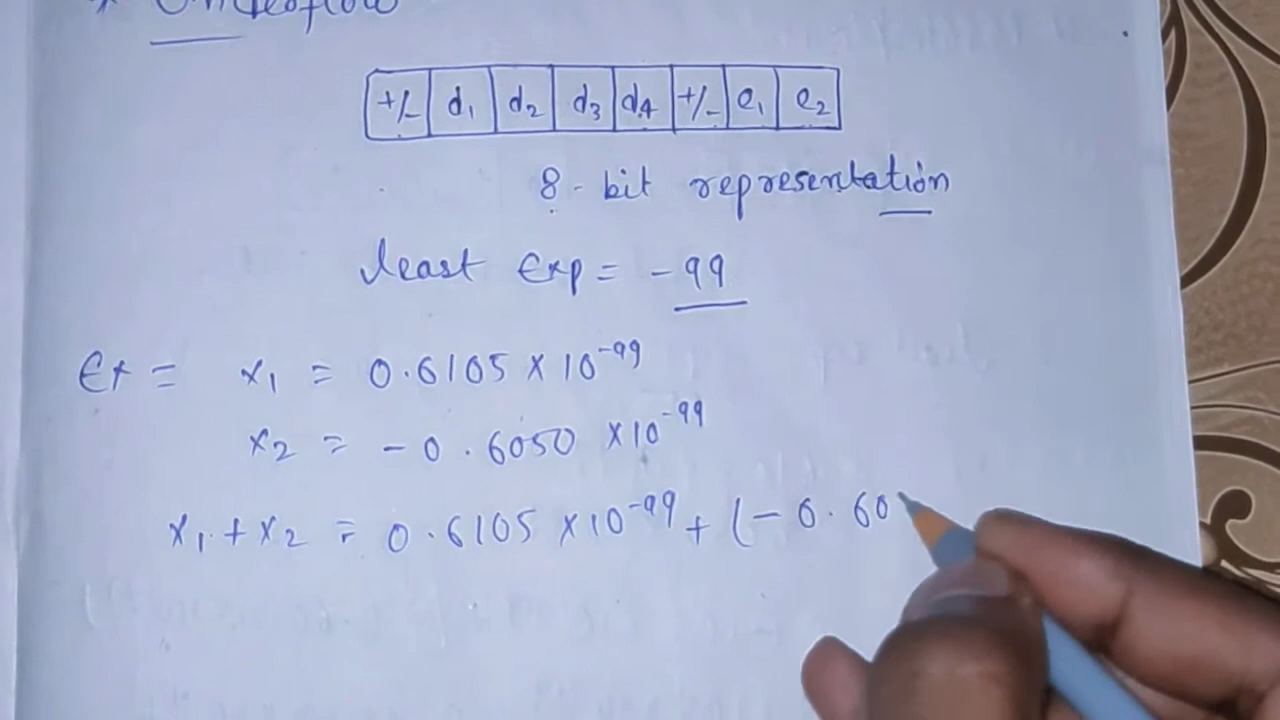 * Underflow
+/- d₁ d₂ d₃ d₄ +/- e₁ e₂
8-bit representation
least Exp = -99
Ex = x₁ = 0.6105 × 10⁻⁹⁹
x₂ = -0.6050 × 10⁻⁹⁹
x₁ + x₂ = 0.6105 × 10⁻⁹⁹ + (-0.60